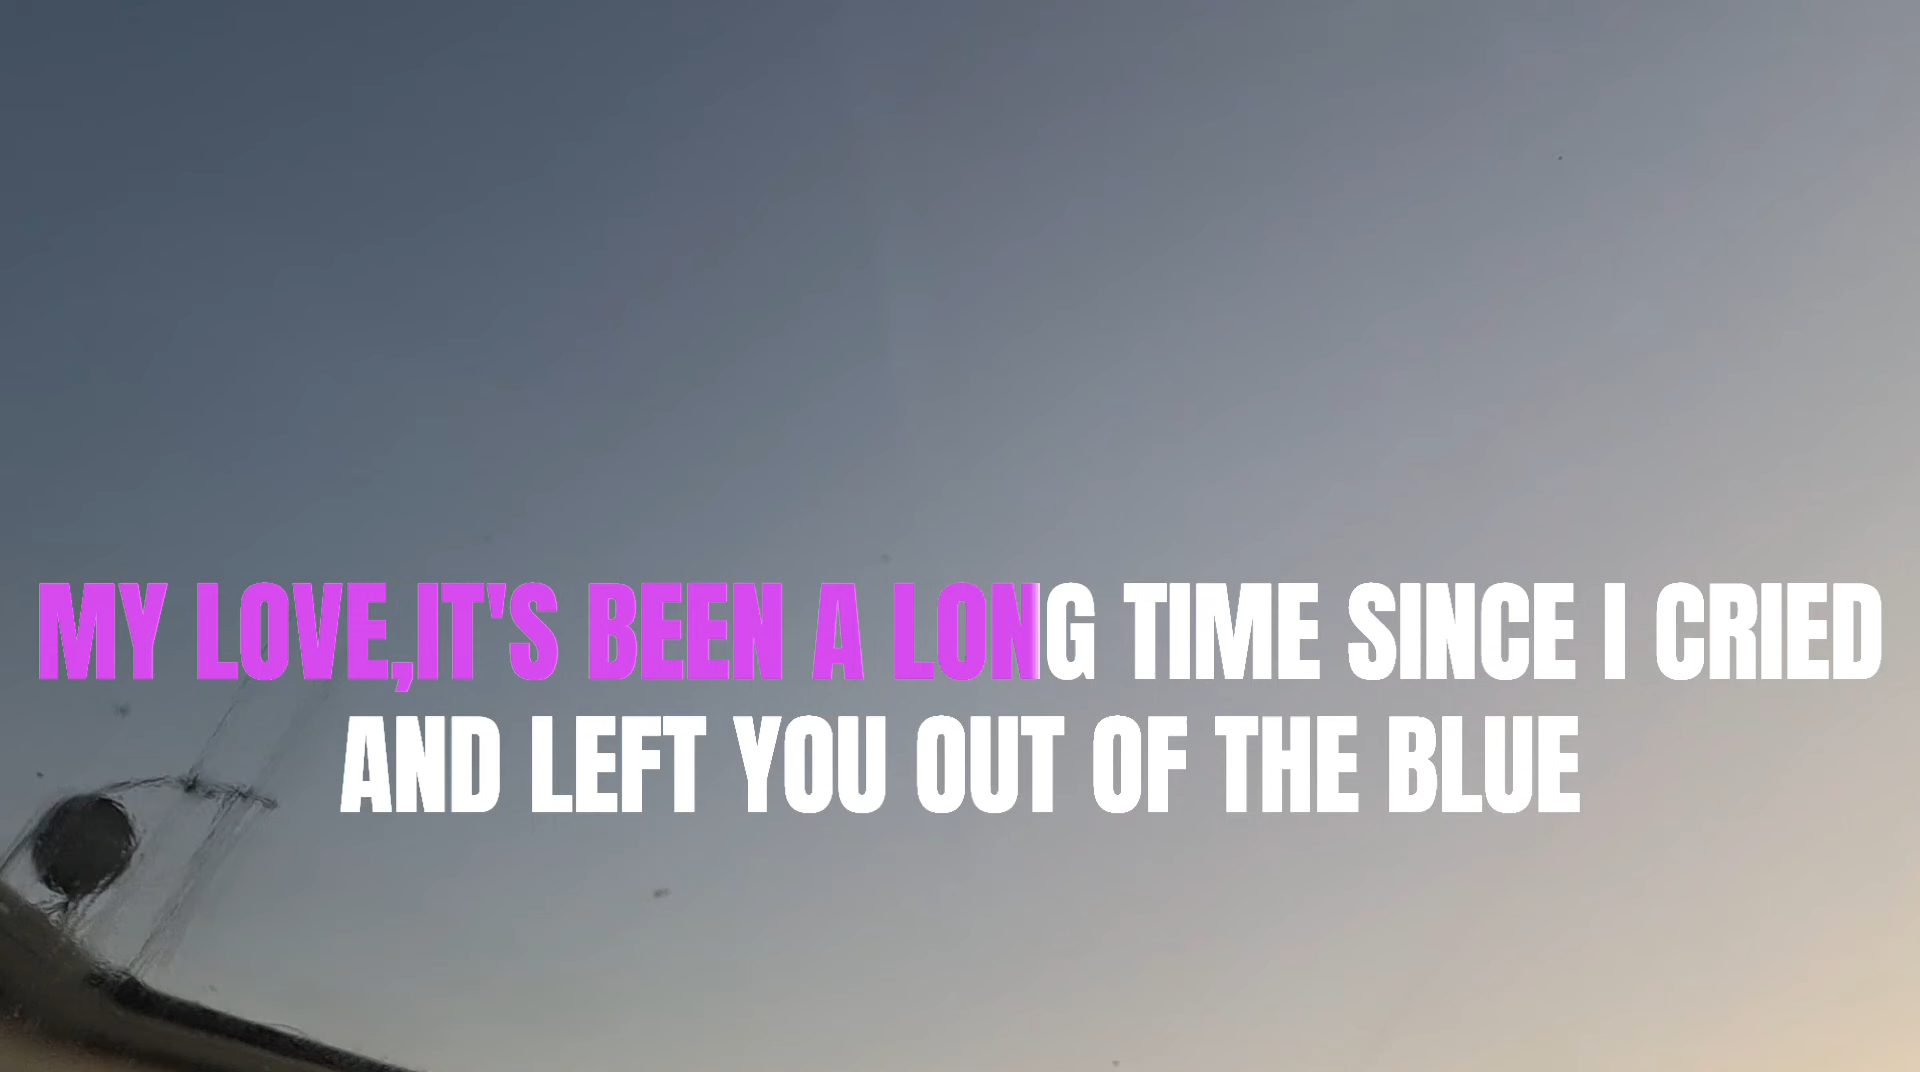 MY LOVE,IT'S BEEN A LONG TIME SINCE I CRIED
AND LEFT YOU OUT OF THE BLUE